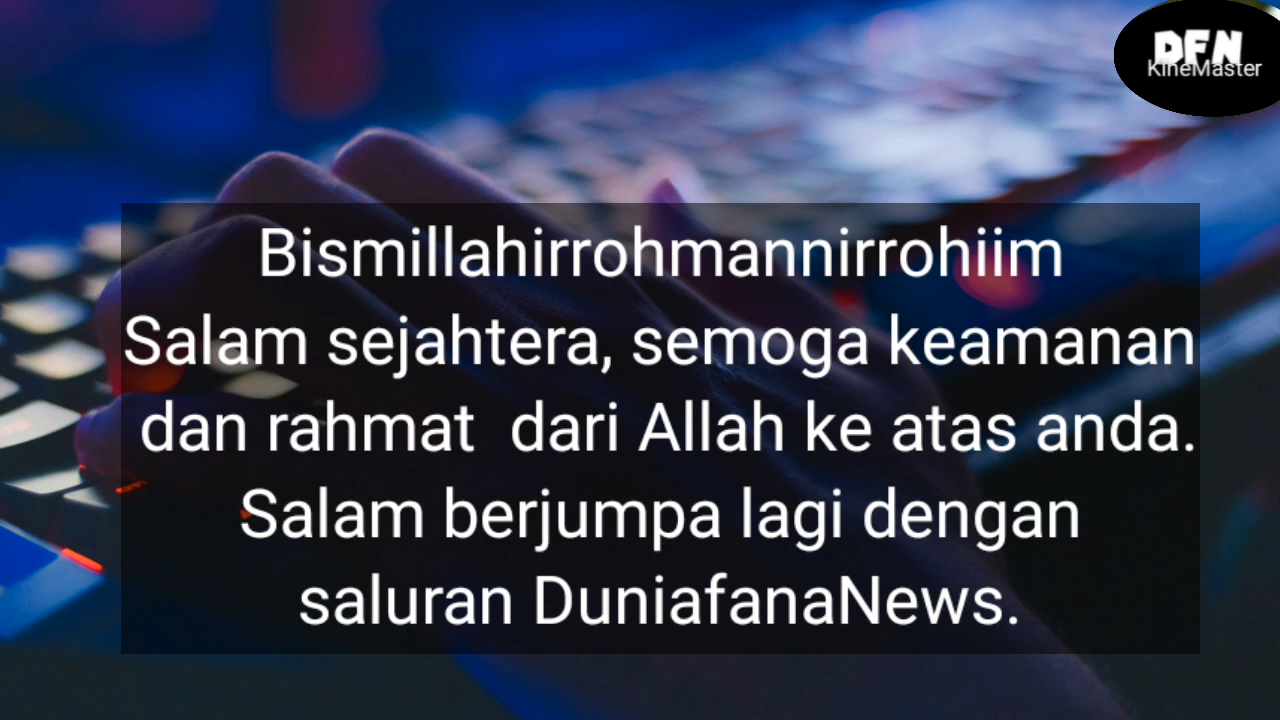 DFN
KineMaster
Bismillahirrohmannirrohiim
Salam sejahtera, semoga keamanan
dan rahmat  dari Allah ke atas anda.
Salam berjumpa lagi dengan
saluran DuniafanaNews.